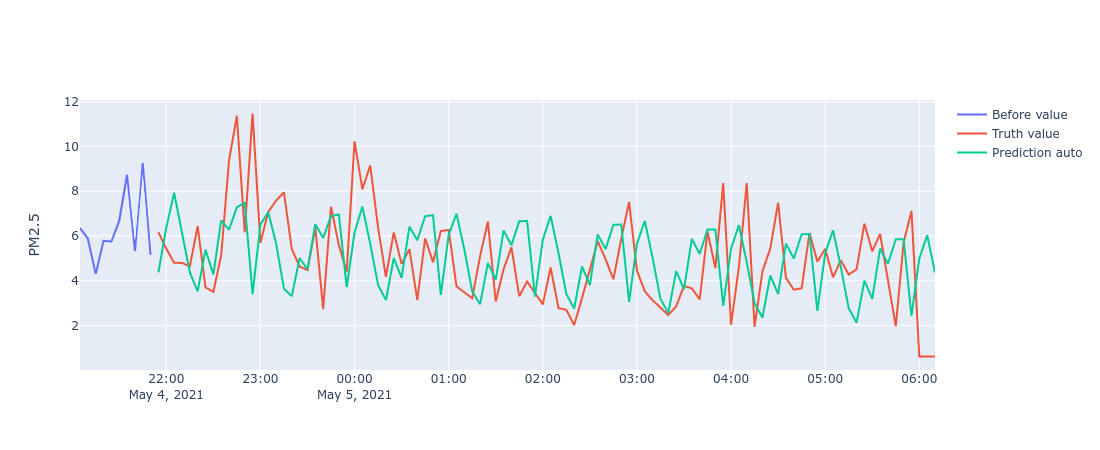 12
10
8
6
4
2
PM2.5
22:00
May 4, 2021
23:00
00:00
May 5, 2021
01:00
02:00
03:00
04:00
05:00
06:00
Before value
Truth value
Prediction auto